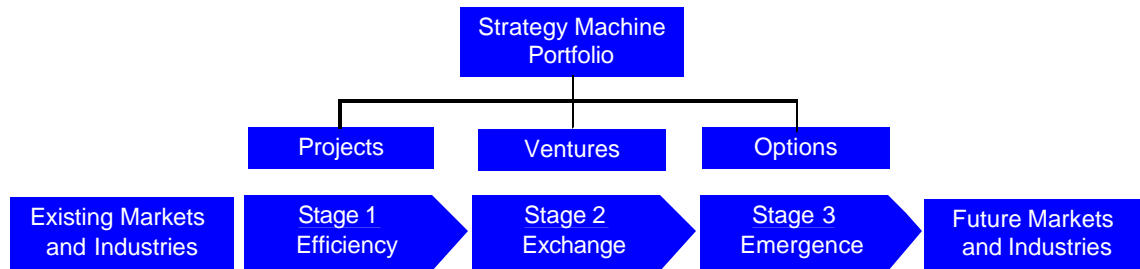 Strategy Machine
Portfolio
Projects
Ventures
Options
Existing Markets
and Industries
Stage 1
Efficiency
Stage 2
Exchange
Stage 3
Emergence
Future Markets
and Industries